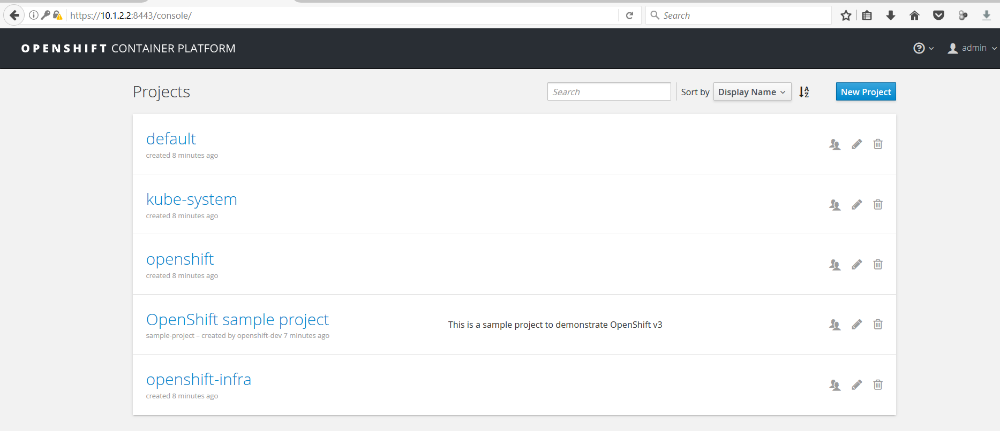 https://10.1.2.2:8443/console/
Search
OPENSHIFT CONTAINER PLATFORM
admin
Projects
Search
Sort by
Display Name
New Project
default
created 8 minutes ago
kube-system
created 8 minutes ago
openshift
created 8 minutes ago
OpenShift sample project
This is a sample project to demonstrate OpenShift v3
sample-project – created by openshift-dev 7 minutes ago
openshift-infra
created 8 minutes ago